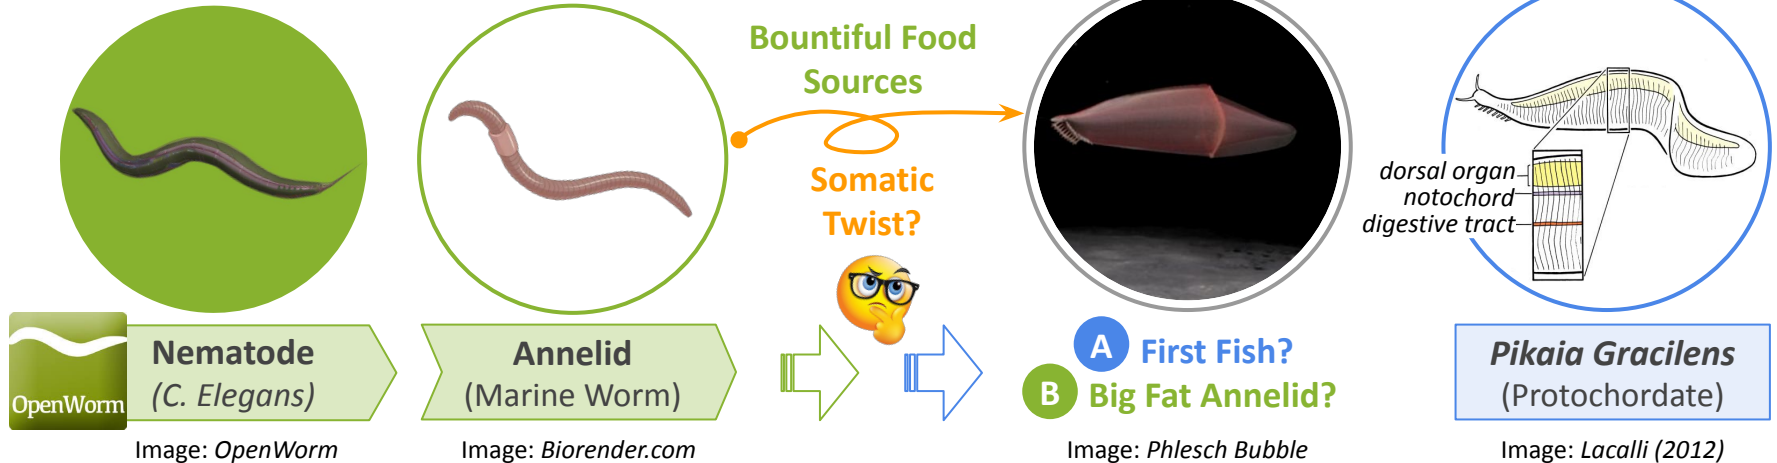 Bountiful Food
Sources
Somatic
Twist?
dorsal organ
notochord
digestive tract
OpenWorm
Nematode
(C. Elegans)
Annelid
(Marine Worm)
A First Fish?
B Big Fat Annelid?
Pikaia Gracilens
(Protochordate)
Image: OpenWorm
Image: Biorender.com
Image: Phlesch Bubble
Image: Lacalli (2012)